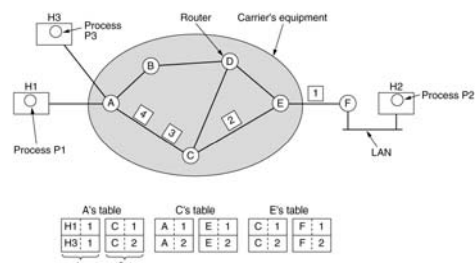 H3
Process
P3
Router
Carrier's equipment
H1
Process P1
A
B
D
C
E
F
4
3
2
1
H2
Process P2
LAN
A's table
H1 1
H3 1
C 1
C 2
C's table
A 1
A 2
E 1
E 2
E's table
C 1
C 2
F 1
F 2